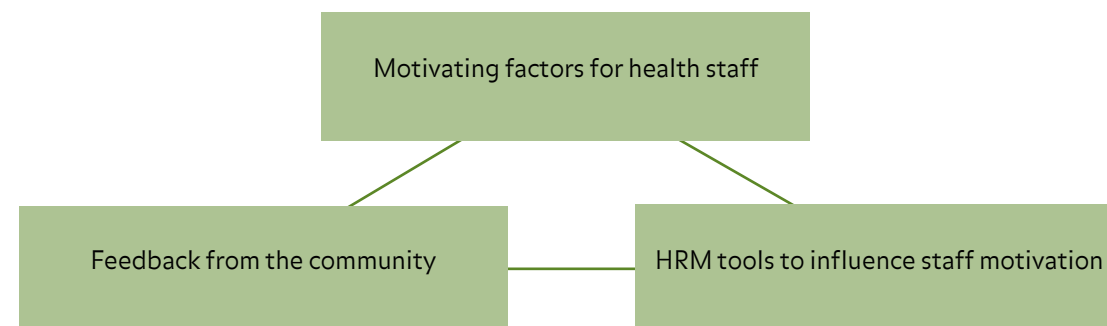 Motivating factors for health staff
Feedback from the community
HRM tools to influence staff motivation